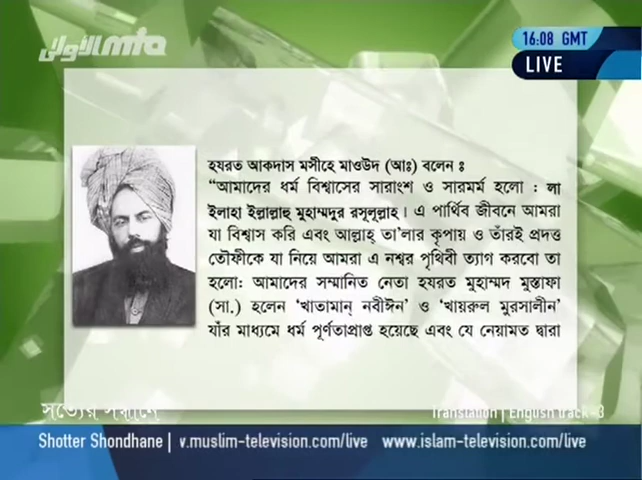 الأولى mta
16:08 GMT
LIVE
হযরত আকদাস মসীহে মাওউদ (আঃ) বলেন ঃ
“আমাদের ধর্ম বিশ্বাসের সারাংশ ও সারমর্ম হলো : লা
ইলাহা ইল্লাল্লাহু মুহাম্মদুর রসূলূল্লাহ্। এ পার্থিব জীবনে আমরা
যা বিশ্বাস করি এবং আল্লাহ্ তা’লার কৃপায় ও তাঁরই প্রদত্ত
তৌফীকে যা নিয়ে আমরা এ নশ্বর পৃথিবী ত্যাগ করবো তা
হলো: আমাদের সম্মানিত নেতা হযরত মুহাম্মদ মুস্তাফা
(সা.) হলেন ‘খাতামান্ নবীঈন’ ও ‘খায়রুল মুরসালীন’
যাঁর মাধ্যমে ধর্ম পূর্ণতাপ্রাপ্ত হয়েছে এবং যে নেয়ামত দ্বারা
সত্যের সন্ধানে
Translation | English track-3
Shotter Shondhane | v.muslim-television.com/live www.islam-television.com/live